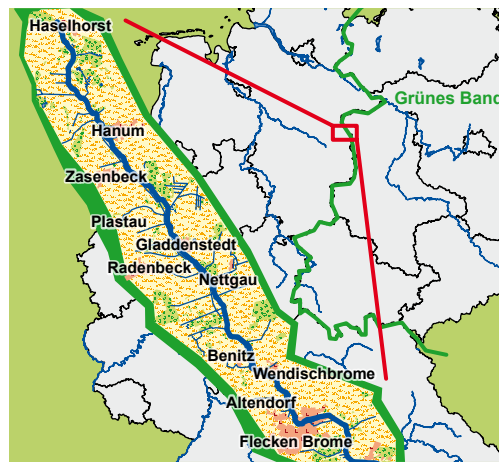 Haselhorst
Grünes Band
Hanum
Zasenbeck
Plastau
Gladdenstedt
Radenbeck
Nettgau
Benitz
Wendischbrome
Altendorf
Flecken Brome